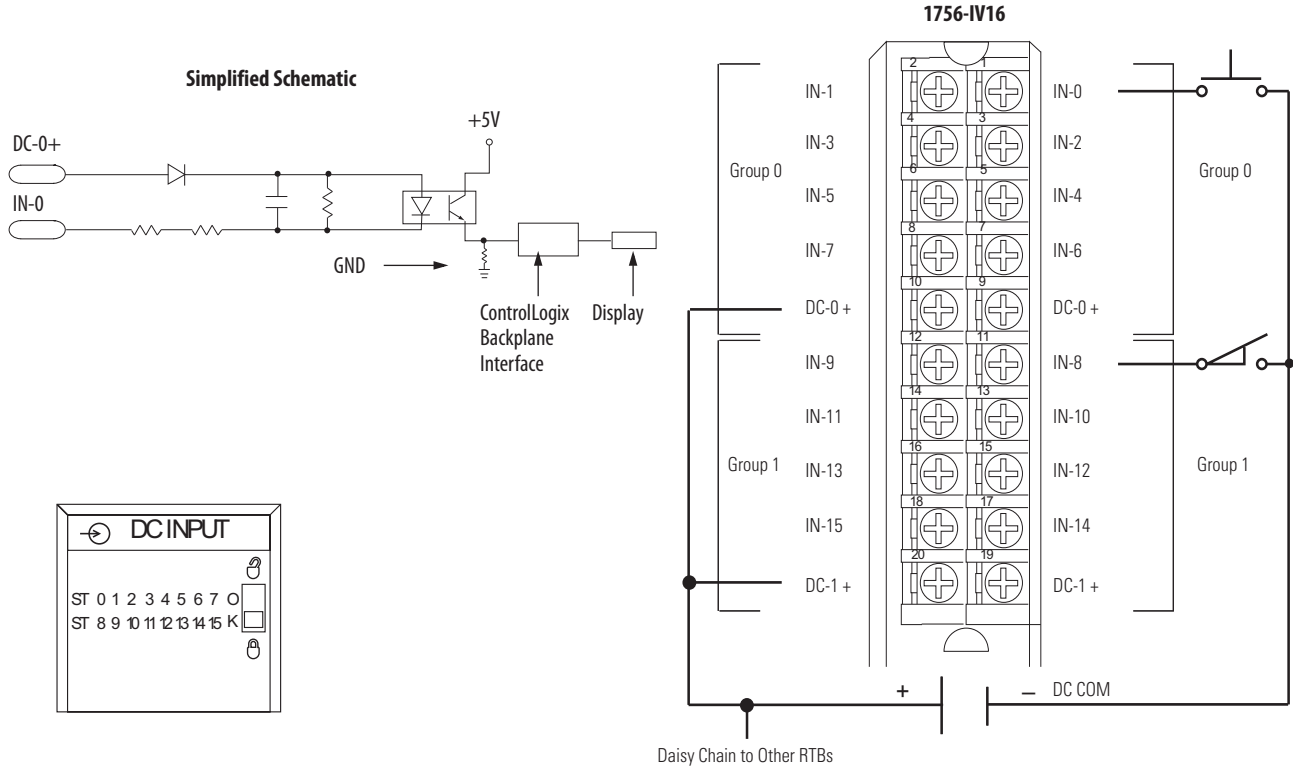 1756-IV16
Simplified Schematic
DC-0+
IN-0
+5V
GND
ControlLogix
Backplane
Interface
Display
DC INPUT
ST 0 1 2 3 4 5 6 7 O
ST 8 9 10 11 12 13 14 15 K
Group 0
Group 1
IN-1
IN-3
IN-5
IN-7
DC-0 +
IN-9
IN-11
IN-13
IN-15
DC-1 +
2 1
4 3
6 5
8 7
10 9
12 11
14 13
16 15
18 17
20 19
IN-0
IN-2
IN-4
IN-6
DC-0 +
IN-8
IN-10
IN-12
IN-14
DC-1 +
Group 0
Group 1
+ – DC COM
Daisy Chain to Other RTBs